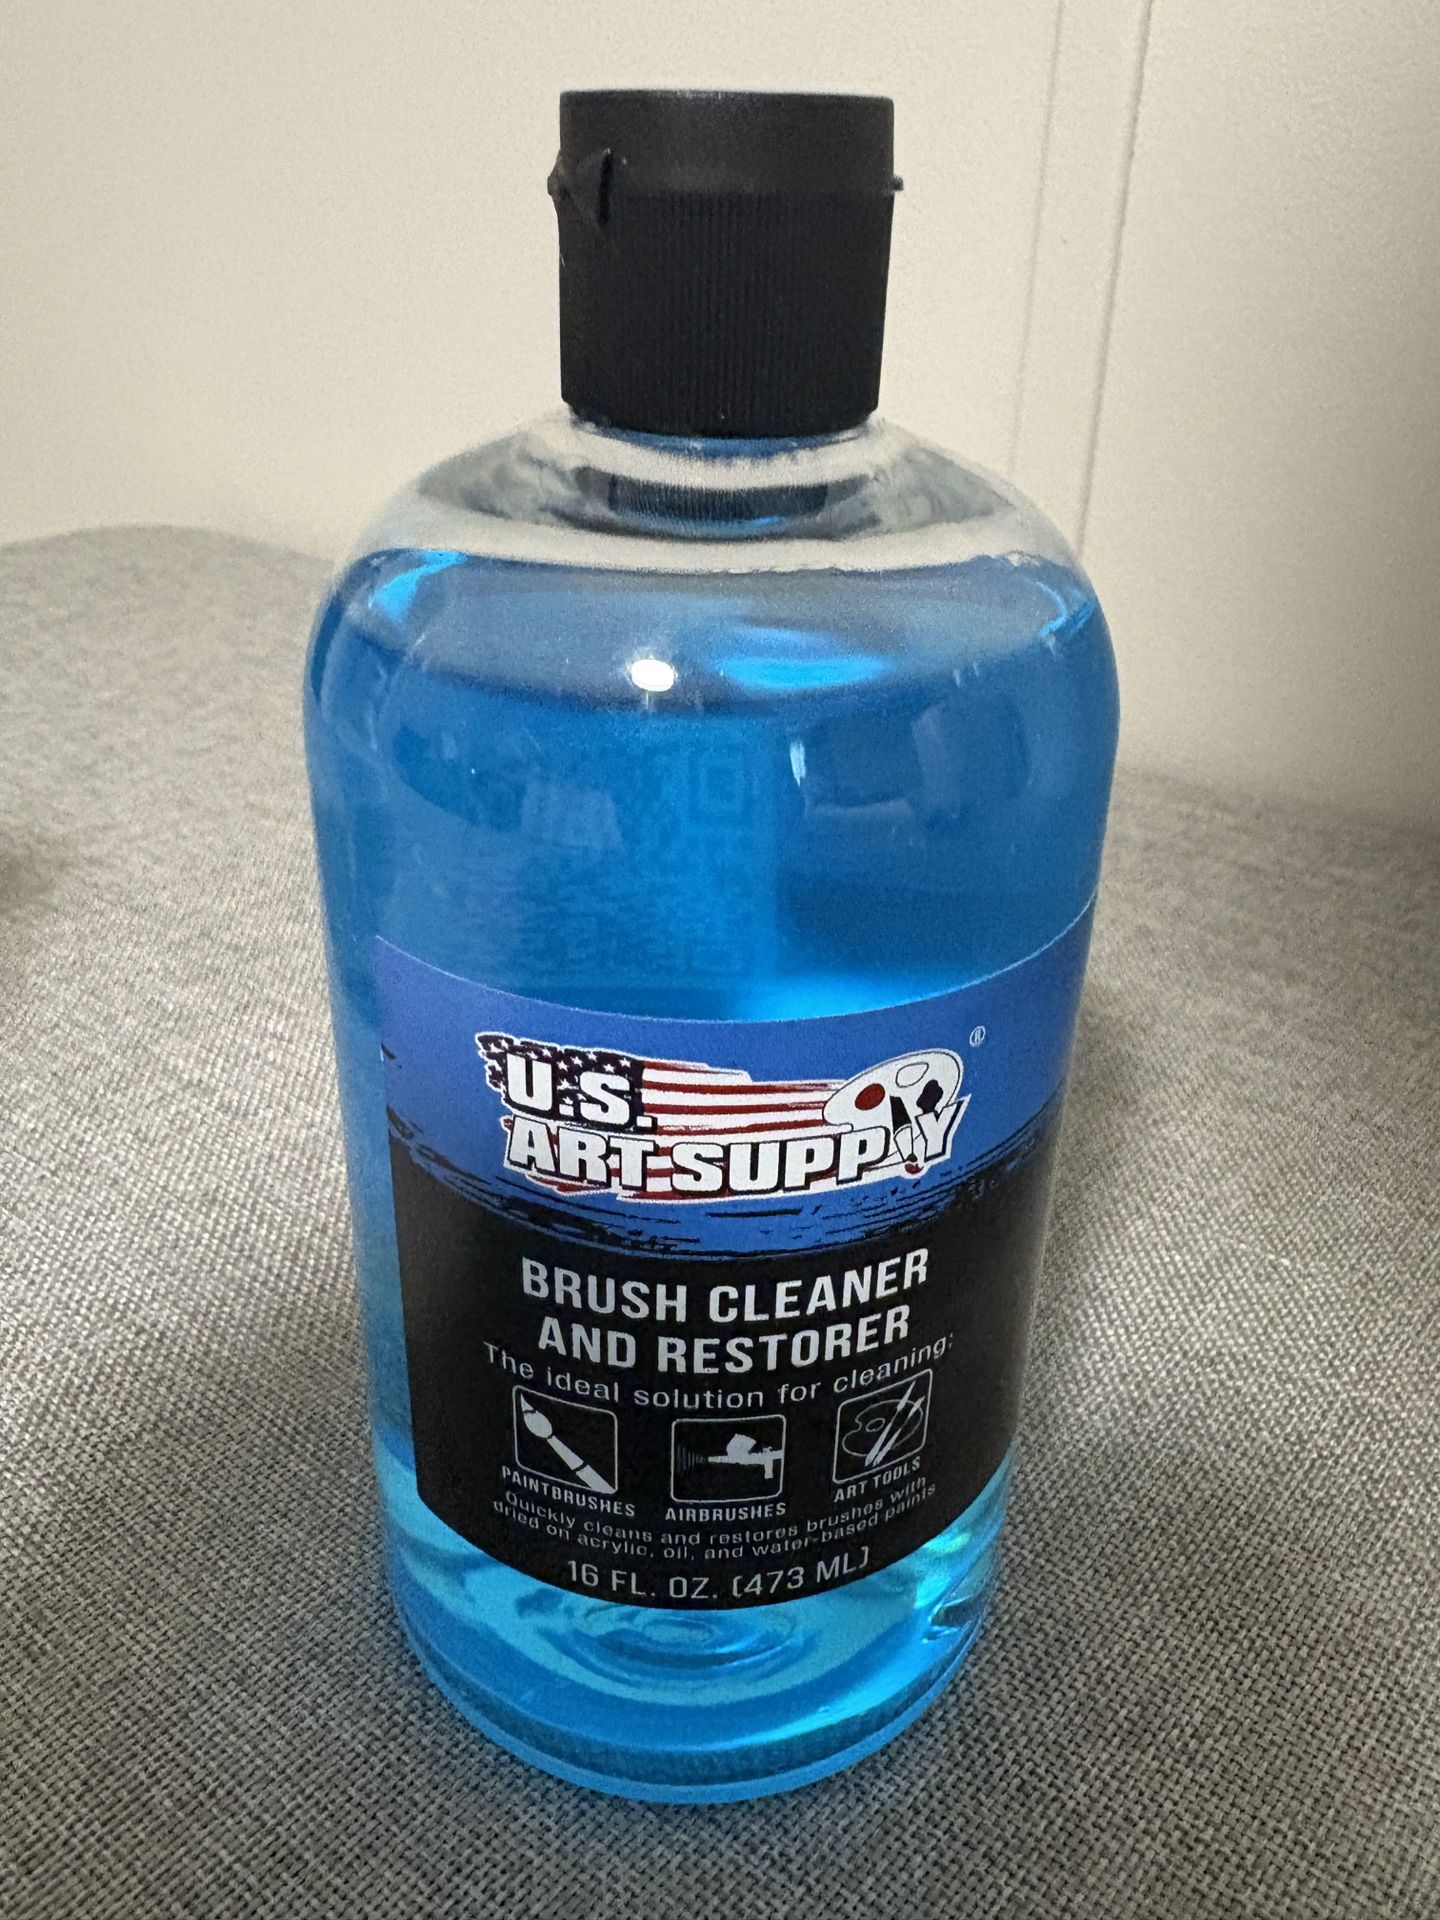 U.S.
ART SUPPLY
®
BRUSH CLEANER
AND RESTORER
The ideal solution for cleaning:
PAINTBRUSHES
AIRBRUSHES
ART TOOLS
Quickly cleans and restores brushes with
dried on acrylic, oil, and water-based paints
16 FL. OZ. (473 ML)